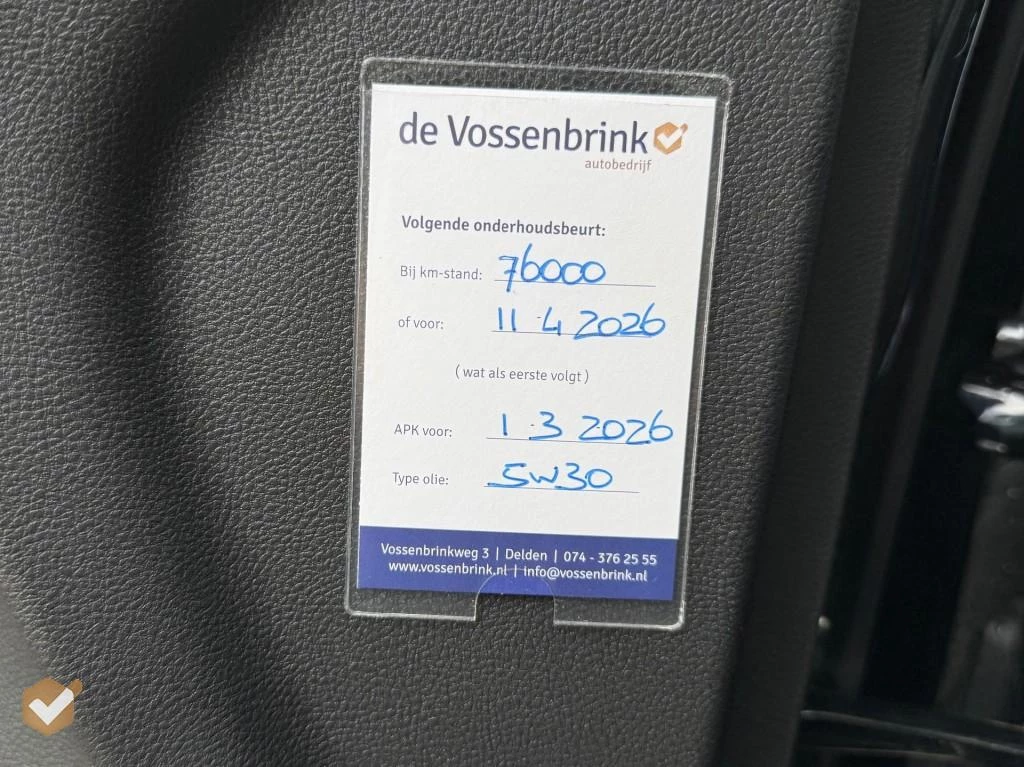 de Vossenbrink
autobedrijf
Volgende onderhoudsbeurt:
Bij km-stand: 76000
of voor: 11-4 2026
( wat als eerste volgt )
APK voor: 1-3 2026
Type olie: 5W30
Vossenbrinkweg 3 | Delden | 074 - 376 25 55
www.vossenbrink.nl | info@vossenbrink.nl